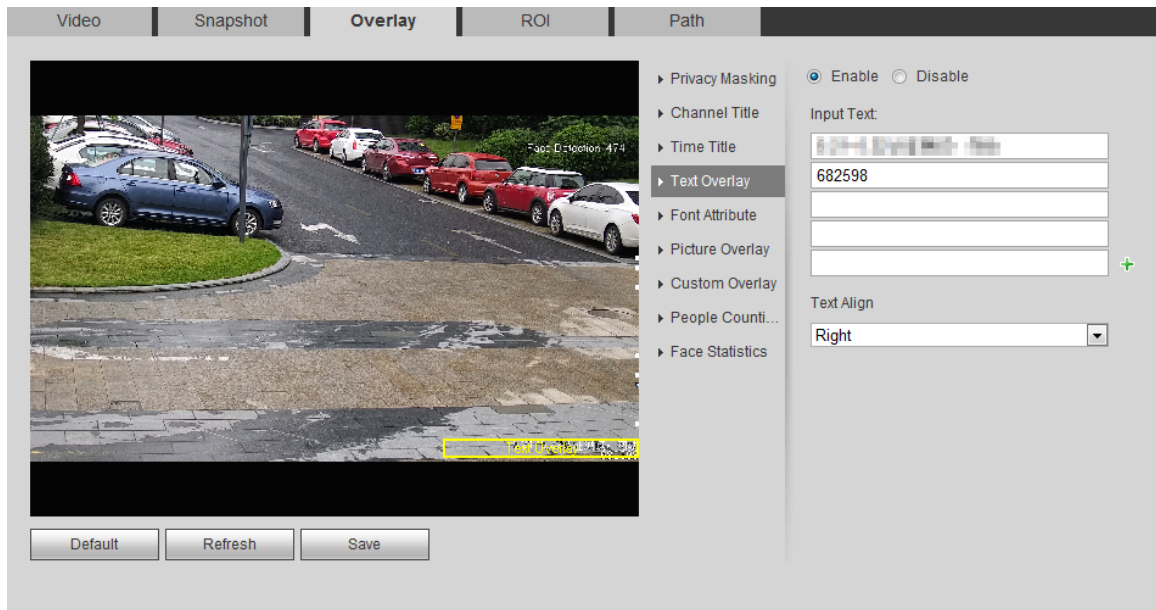 Video
Snapshot
Overlay
ROI
Path
Face Detection 474
Text Overlay
Default
Refresh
Save
Privacy Masking
Channel Title
Time Title
Text Overlay
Font Attribute
Picture Overlay
Custom Overlay
People Counti...
Face Statistics
Enable
Disable
Input Text:
682598
Text Align
Right